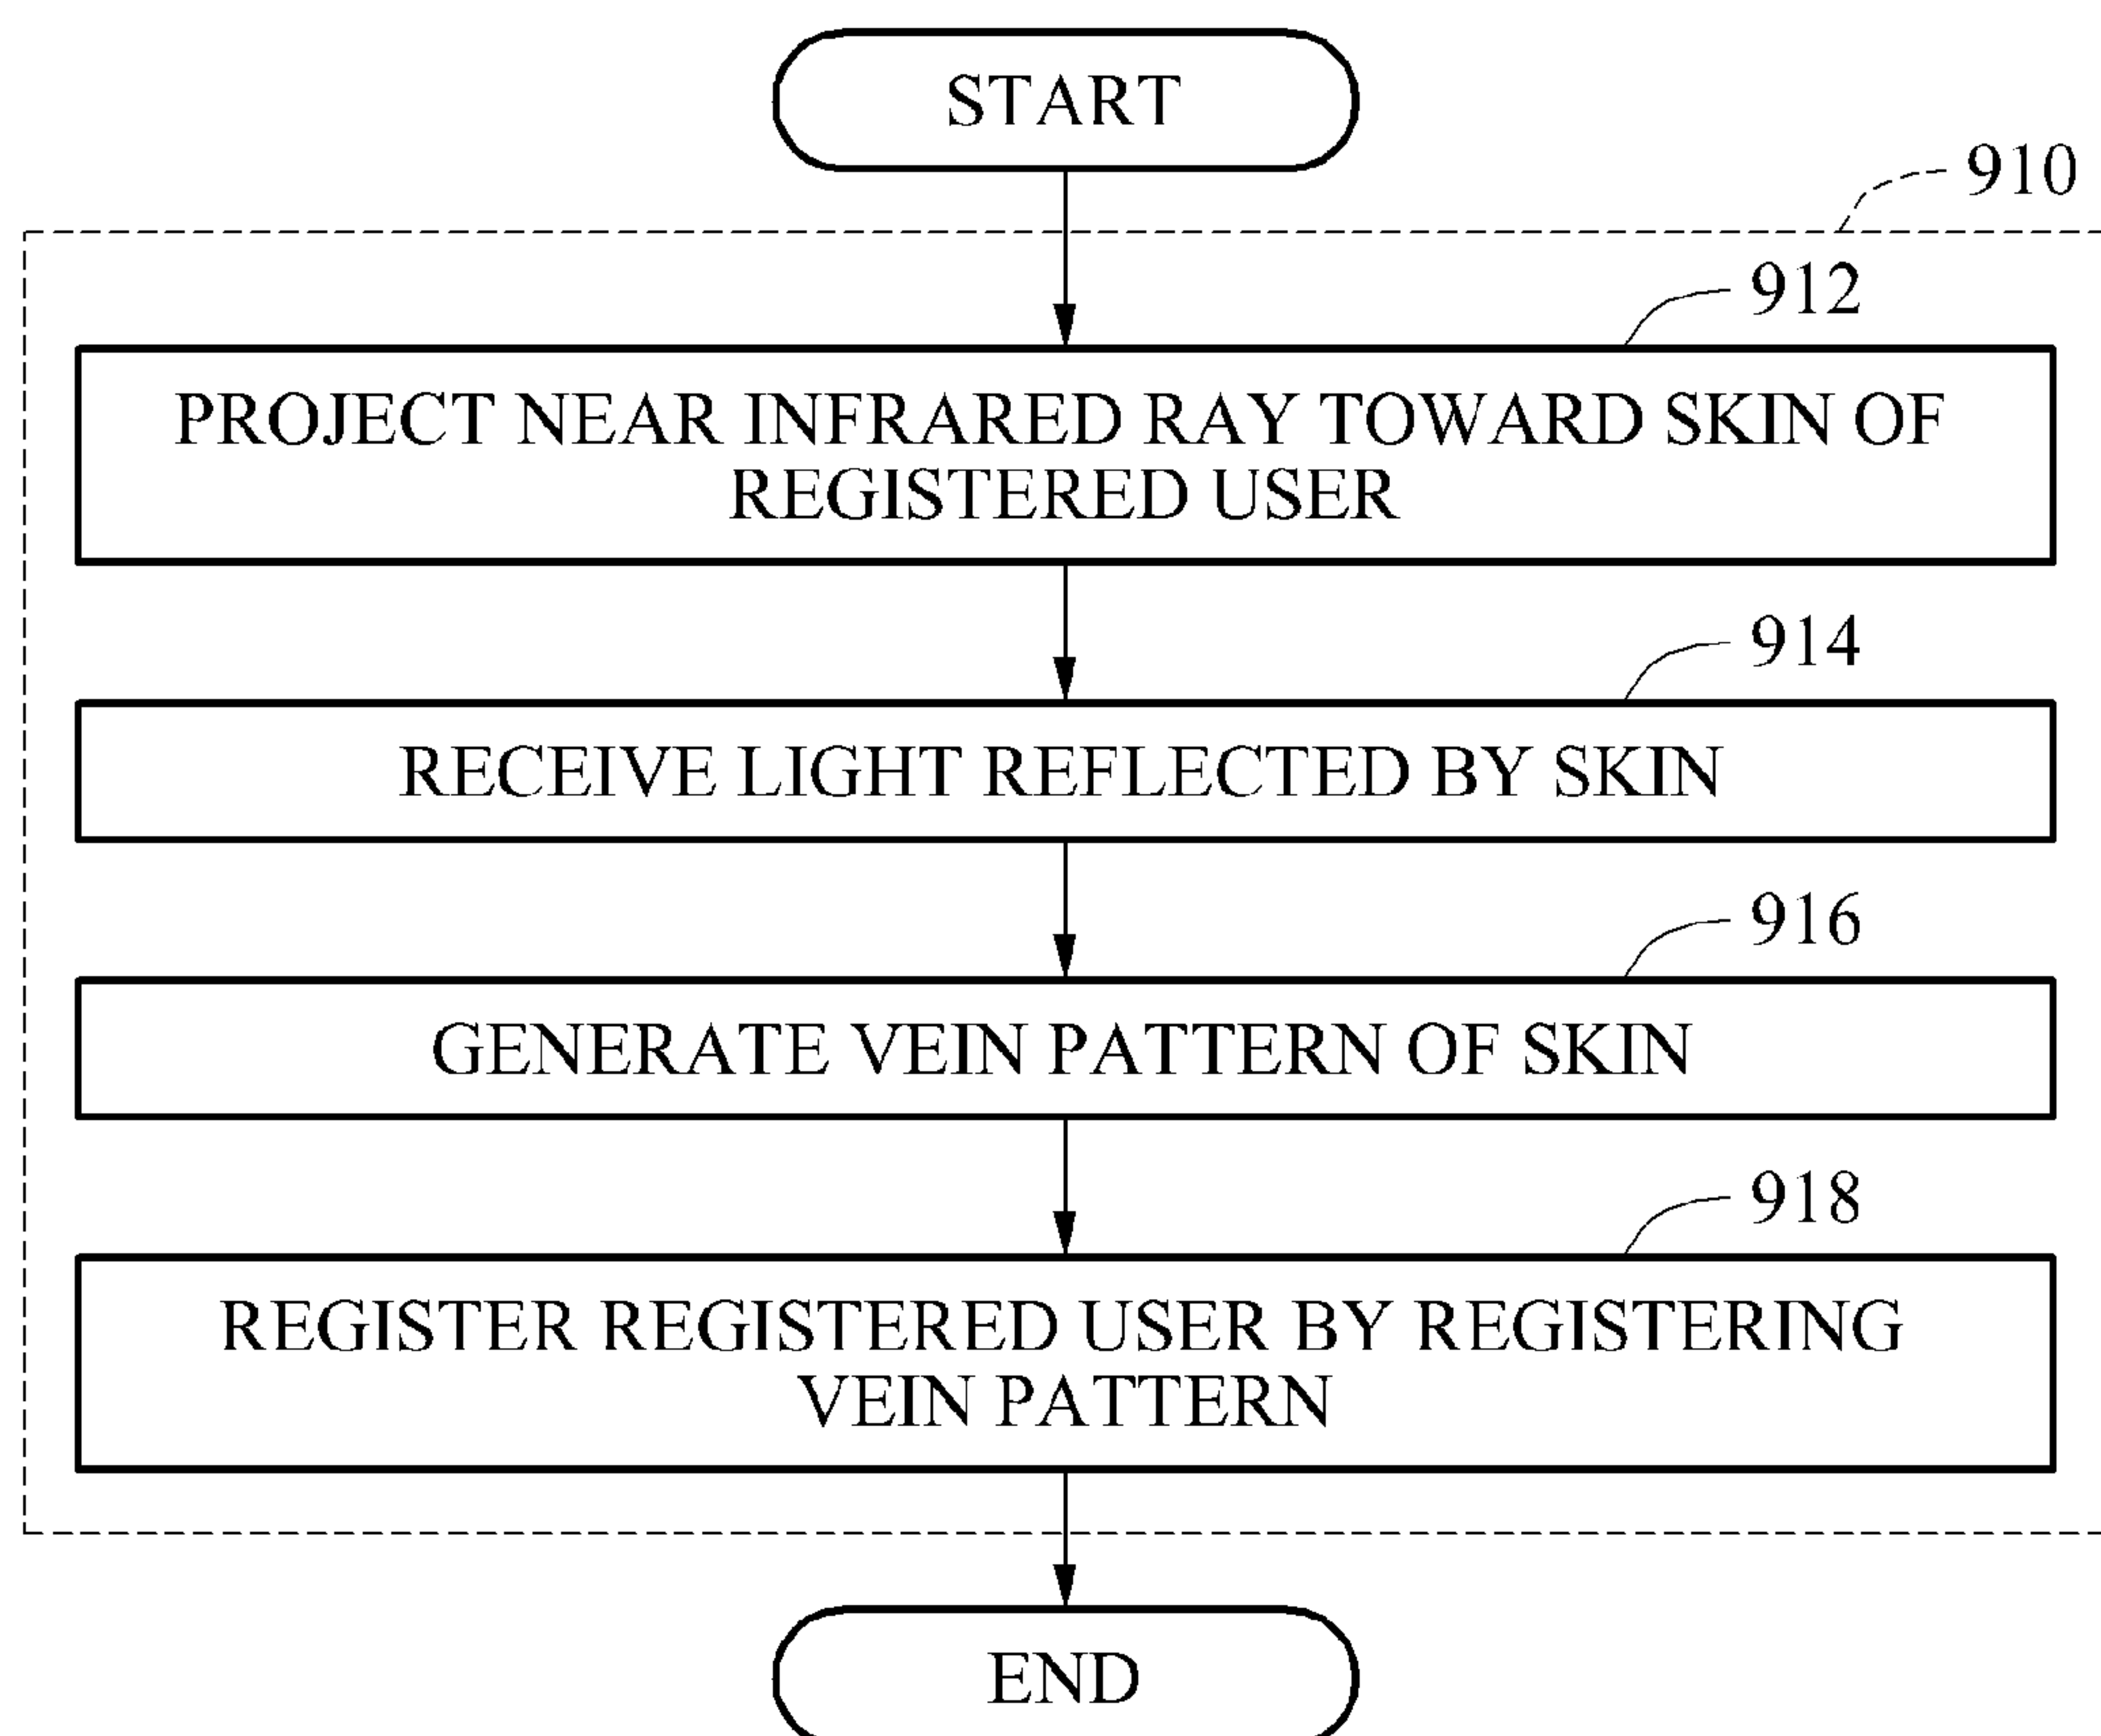 START
910
912
PROJECT NEAR INFRARED RAY TOWARD SKIN OF
REGISTERED USER
914
RECEIVE LIGHT REFLECTED BY SKIN
916
GENERATE VEIN PATTERN OF SKIN
918
REGISTER REGISTERED USER BY REGISTERING
VEIN PATTERN
END